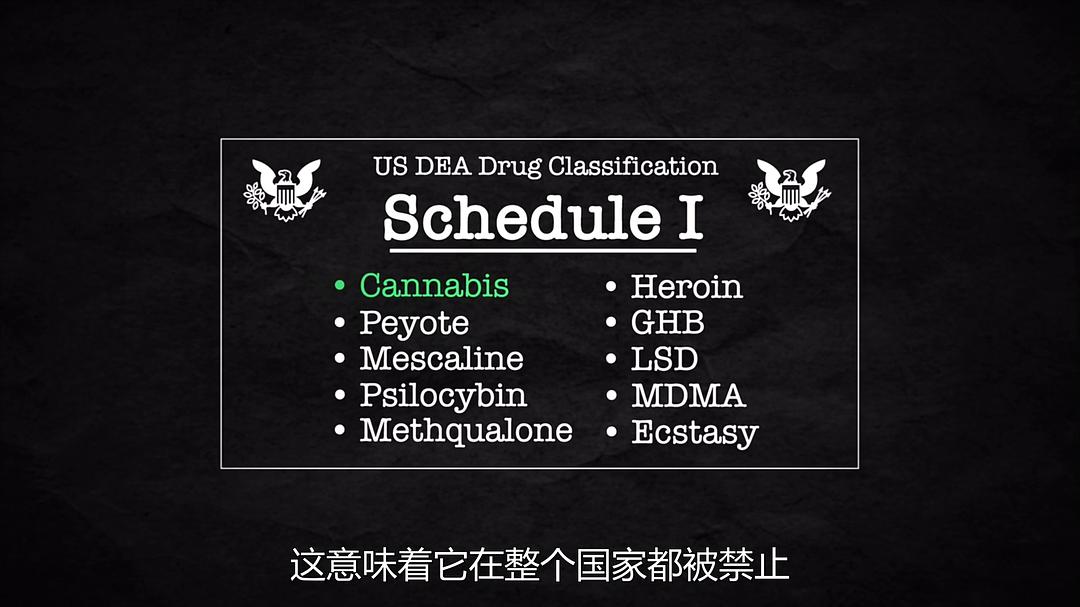 US DEA Drug Classification
Schedule I
• Cannabis
• Peyote
• Mescaline
• Psilocybin
• Methqualone
• Heroin
• GHB
• LSD
• MDMA
• Ecstasy
这意味着它在整个国家都被禁止